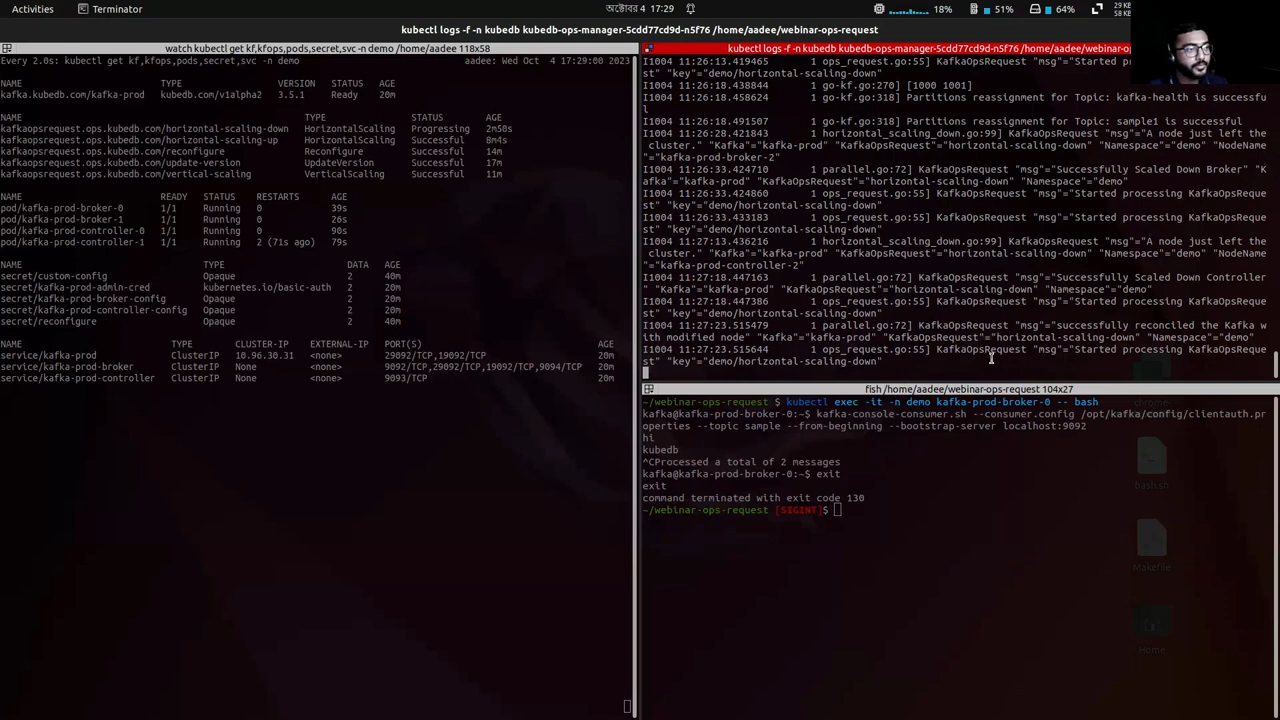 Activities
Terminator
অক্টোবর 4 17:29
18%
51%
64%
29 KB
58 KB
kubectl logs -f -n kubedb kubedb-ops-manager-5cdd77cd9d-n5f76 /home/aadee/webinar-ops-request
watch kubectl get kf,kfops,pods,secret,svc -n demo /home/aadee 118x58
Every 2.0s: kubectl get kf,kfops,pods,secret,svc -n demo aadee: Wed Oct 4 17:29:00 2023
NAME TYPE VERSION STATUS AGE
kafka.kubedb.com/kafka-prod kubedb.com/v1alpha2 3.5.1 Ready 20m
NAME TYPE STATUS AGE
kafkaopsrequest.ops.kubedb.com/horizontal-scaling-down HorizontalScaling Progressing 2m50s
kafkaopsrequest.ops.kubedb.com/horizontal-scaling-up HorizontalScaling Successful 8m4s
kafkaopsrequest.ops.kubedb.com/reconfigure Reconfigure Successful 14m
kafkaopsrequest.ops.kubedb.com/update-version UpdateVersion Successful 17m
kafkaopsrequest.ops.kubedb.com/vertical-scaling VerticalScaling Successful 11m
NAME READY STATUS RESTARTS AGE
pod/kafka-prod-broker-0 1/1 Running 0 39s
pod/kafka-prod-broker-1 1/1 Running 0 26s
pod/kafka-prod-controller-0 1/1 Running 0 90s
pod/kafka-prod-controller-1 1/1 Running 2 (71s ago) 79s
NAME TYPE DATA AGE
secret/custom-config Opaque 2 40m
secret/kafka-prod-admin-cred kubernetes.io/basic-auth 2 20m
secret/kafka-prod-broker-config Opaque 2 20m
secret/kafka-prod-controller-config Opaque 2 20m
secret/reconfigure Opaque 2 40m
NAME TYPE CLUSTER-IP EXTERNAL-IP PORT(S) AGE
service/kafka-prod ClusterIP 10.96.30.31 <none> 29092/TCP,19092/TCP 20m
service/kafka-prod-broker ClusterIP None <none> 9092/TCP,29092/TCP,19092/TCP,9094/TCP 20m
service/kafka-prod-controller ClusterIP None <none> 9093/TCP 20m
kubectl logs -f -n kubedb kubedb-ops-manager-5cdd77cd9d-n5f76 /home/aadee/webinar-op
I1004 11:26:13.419465 1 ops_request.go:55] KafkaOpsRequest "msg"="Started p
st" "key"="demo/horizontal-scaling-down"
I1004 11:26:18.438844 1 go-kf.go:270] [1000 1001]
I1004 11:26:18.458624 1 go-kf.go:318] Partitions reassignment for Topic: kafka-health is successfu
l
I1004 11:26:18.491507 1 go-kf.go:318] Partitions reassignment for Topic: sample1 is successful
I1004 11:26:28.421843 1 horizontal_scaling_down.go:99] KafkaOpsRequest "msg"="A node just left the
cluster." "Kafka"="kafka-prod" "KafkaOpsRequest"="horizontal-scaling-down" "Namespace"="demo" "NodeName
"="kafka-prod-broker-2"
I1004 11:26:33.424710 1 parallel.go:72] KafkaOpsRequest "msg"="Successfully Scaled Down Broker" "K
afka"="kafka-prod" "KafkaOpsRequest"="horizontal-scaling-down" "Namespace"="demo"
I1004 11:26:33.424860 1 ops_request.go:55] KafkaOpsRequest "msg"="Started processing KafkaOpsReque
st" "key"="demo/horizontal-scaling-down"
I1004 11:26:33.433183 1 ops_request.go:55] KafkaOpsRequest "msg"="Started processing KafkaOpsReque
st" "key"="demo/horizontal-scaling-down"
I1004 11:27:13.436216 1 horizontal_scaling_down.go:99] KafkaOpsRequest "msg"="A node just left the
cluster." "Kafka"="kafka-prod" "KafkaOpsRequest"="horizontal-scaling-down" "Namespace"="demo" "NodeName
"="kafka-prod-controller-2"
I1004 11:27:18.447163 1 parallel.go:72] KafkaOpsRequest "msg"="Successfully Scaled Down Controller
" "Kafka"="kafka-prod" "KafkaOpsRequest"="horizontal-scaling-down" "Namespace"="demo"
I1004 11:27:18.447386 1 ops_request.go:55] KafkaOpsRequest "msg"="Started processing KafkaOpsReque
st" "key"="demo/horizontal-scaling-down"
I1004 11:27:23.515479 1 parallel.go:72] KafkaOpsRequest "msg"="successfully reconciled the Kafka w
ith modified node" "Kafka"="kafka-prod" "KafkaOpsRequest"="horizontal-scaling-down" "Namespace"="demo"
I1004 11:27:23.515644 1 ops_request.go:55] KafkaOpsRequest "msg"="Started processing KafkaOpsReque
st" "key"="demo/horizontal-scaling-down"
fish /home/aadee/webinar-ops-request 104x27
~/webinar-ops-request $ kubectl exec -it -n demo kafka-prod-broker-0 -- bash
kafka@kafka-prod-broker-0:~$ kafka-console-consumer.sh --consumer.config /opt/kafka/config/clientauth.pr
operties --topic sample --from-beginning --bootstrap-server localhost:9092
hi
kubedb
^CProcessed a total of 2 messages
kafka@kafka-prod-broker-0:~$ exit
exit
command terminated with exit code 130
~/webinar-ops-request [SIGINT]$
chrome-
bash.sh
Makefile
Home